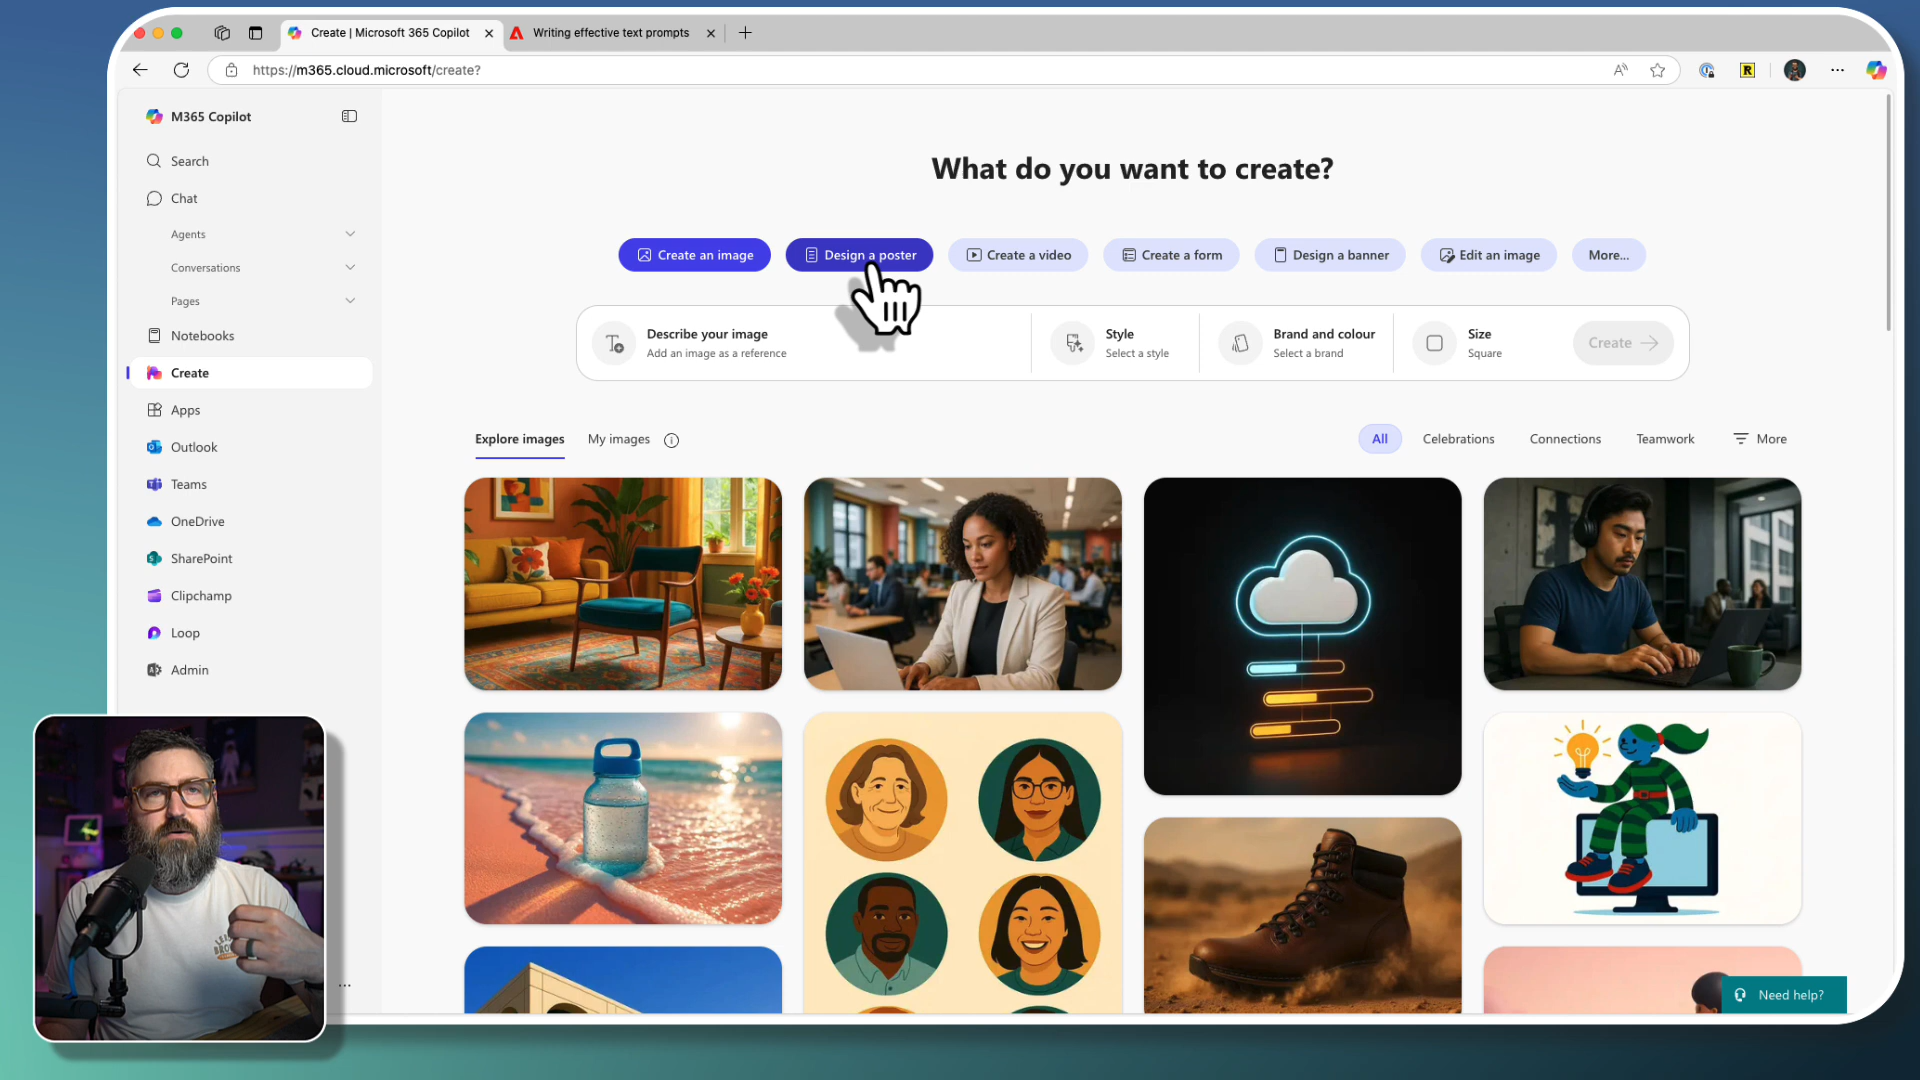 Create | Microsoft 365 Copilot
Writing effective text prompts
https://m365.cloud.microsoft/create?
M365 Copilot
Search
Chat
Agents
Conversations
Pages
Notebooks
Create
Apps
Outlook
Teams
OneDrive
SharePoint
Clipchamp
Loop
Admin
What do you want to create?
Create an image
Design a poster
Create a video
Create a form
Design a banner
Edit an image
More...
Describe your image
Add an image as a reference
Style
Select a style
Brand and colour
Select a brand
Size
Square
Create
Explore images
My images
All
Celebrations
Connections
Teamwork
More
Need help?